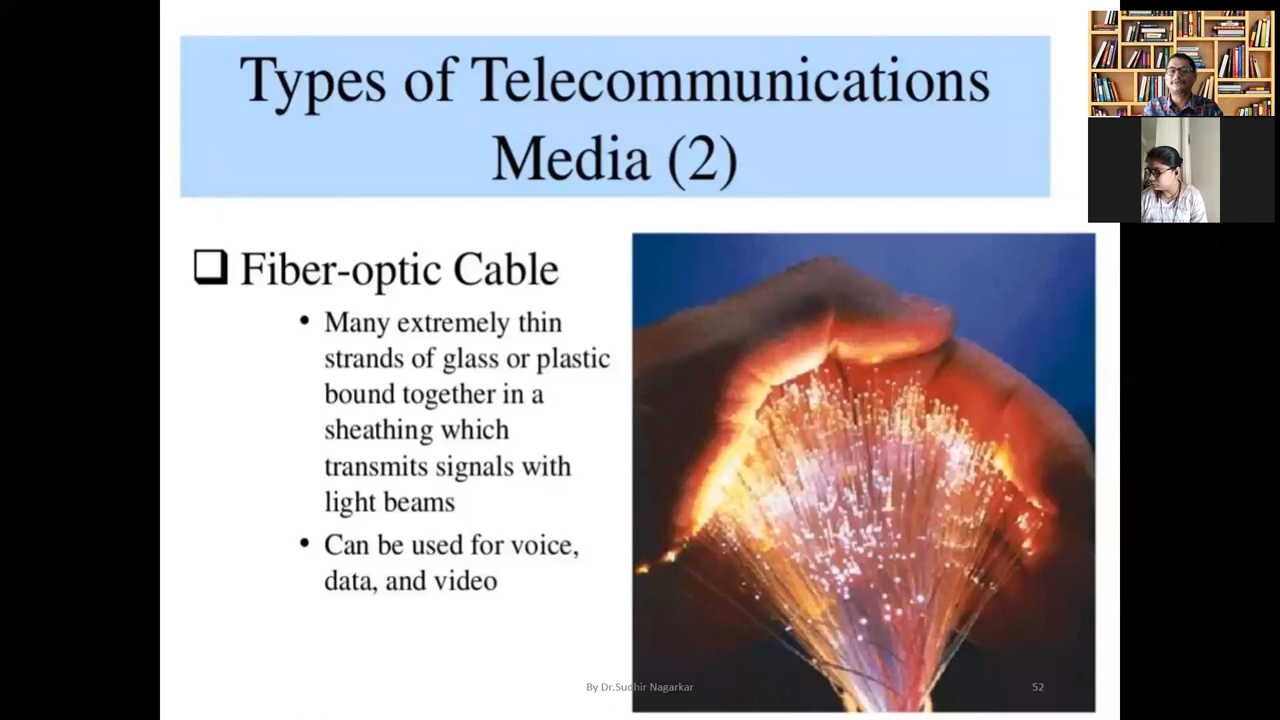 Types of Telecommunications
Media (2)
Fiber-optic Cable
• Many extremely thin
strands of glass or plastic
bound together in a
sheathing which
transmits signals with
light beams
• Can be used for voice,
data, and video
By Dr.Sudhir Nagarkar
52